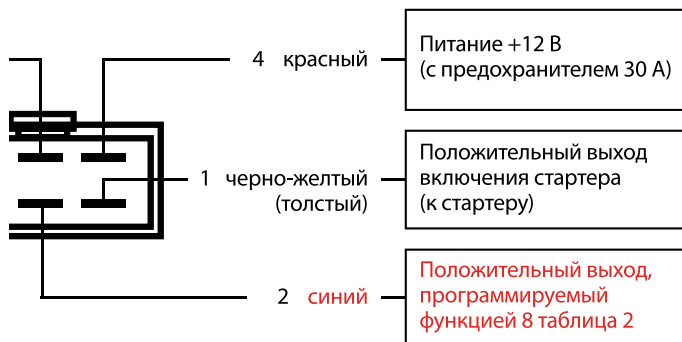 4 красный
Питание +12 В
(с предохранителем 30 А)
1 черно-желтый
(толстый)
Положительный выход
включения стартера
(к стартеру)
2 синий
Положительный выход,
программируемый
функцией 8 таблица 2